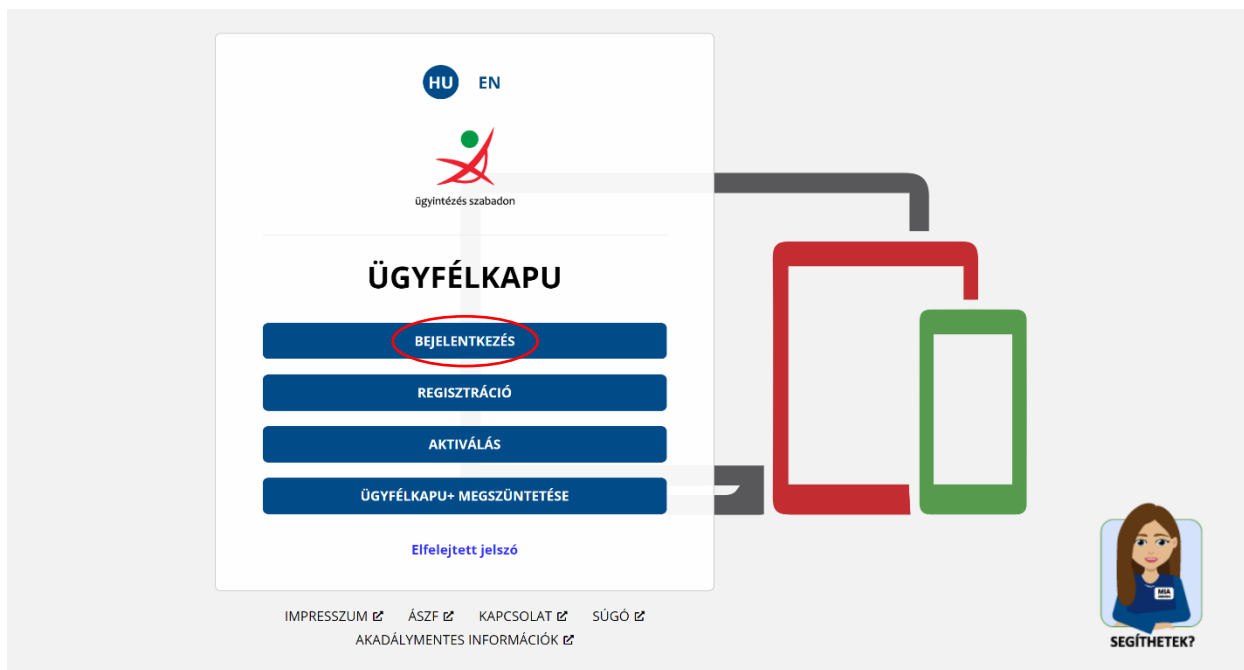 HU EN
ügyintézés szabadon
ÜGYFÉLKAPU
BEJELENTKEZÉS
REGISZTRÁCIÓ
AKTIVÁLÁS
ÜGYFÉLKAPU+ MEGSZÜNTETÉSE
Elfelejtett jelszó
IMPRESSZUM ÁSZF KAPCSOLAT SÚGÓ
AKADÁLYMENTES INFORMÁCIÓK
MIA
SEGÍTHETEK?